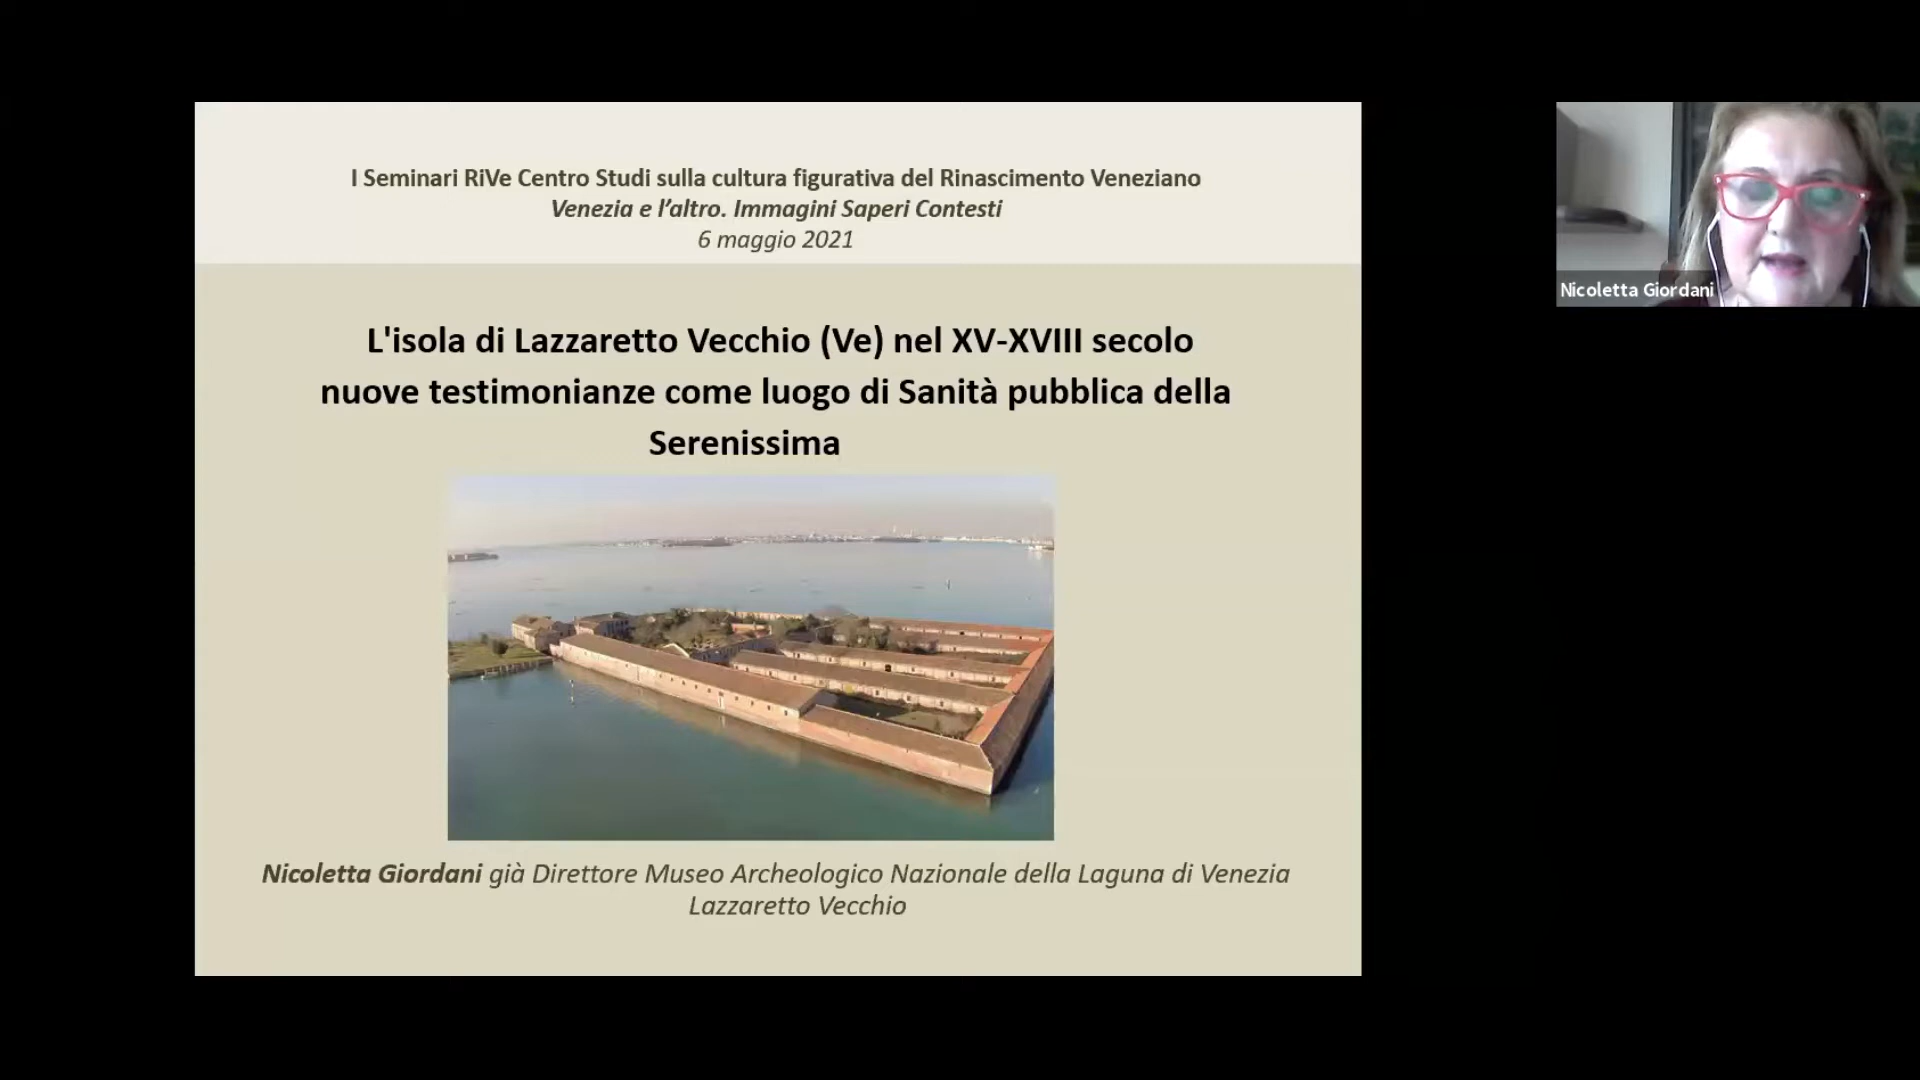 I Seminari RiVe Centro Studi sulla cultura figurativa del Rinascimento Veneziano
Venezia e l’altro. Immagini Saperi Contesti
6 maggio 2021
L'isola di Lazzaretto Vecchio (Ve) nel XV-XVIII secolo
nuove testimonianze come luogo di Sanità pubblica della
Serenissima
Nicoletta Giordani già Direttore Museo Archeologico Nazionale della Laguna di Venezia
Lazzaretto Vecchio
Nicoletta Giordani